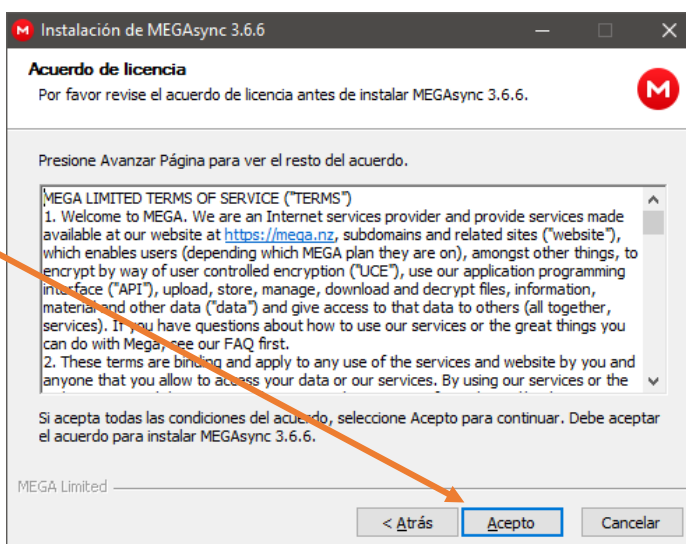 Instalación de MEGAsync 3.6.6
Acuerdo de licencia
Por favor revise el acuerdo de licencia antes de instalar MEGAsync 3.6.6.
Presione Avanzar Página para ver el resto del acuerdo.
MEGA LIMITED TERMS OF SERVICE ("TERMS")
1. Welcome to MEGA. We are an Internet services provider and provide services made
available at our website at https://mega.nz, subdomains and related sites ("website"),
which enables users (depending which MEGA plan they are on), amongst other things, to
encrypt by way of user controlled encryption ("UCE"), use our application programming
interface ("API"), upload, store, manage, download and decrypt files, information,
material and other data ("data") and give access to that data to others (all together,
services). If you have questions about how to use our services or the great things you
can do with Mega, see our FAQ first.
2. These terms are binding and apply to any use of the services and website by you and
anyone that you allow to access your data or our services. By using our services or the
Si acepta todas las condiciones del acuerdo, seleccione Acepto para continuar. Debe aceptar
el acuerdo para instalar MEGAsync 3.6.6.
MEGA Limited
< Atrás Acepto Cancelar